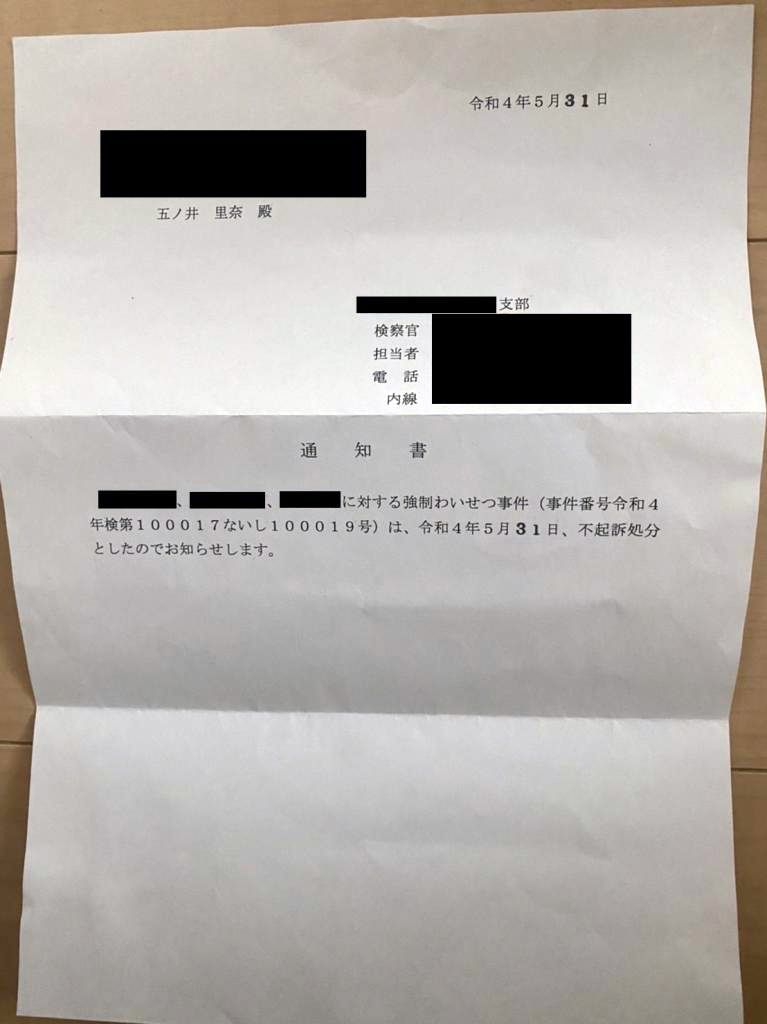 令和４年５月３１日
五ノ井　里奈　殿
支部
検察官
担当者
電　話
内線
通　知　書
、　　　、　　　に対する強制わいせつ事件（事件番号令和４
年検第１０００１７ないし１０００１９号）は、令和４年５月３１日、不起訴処分
としたのでお知らせします。